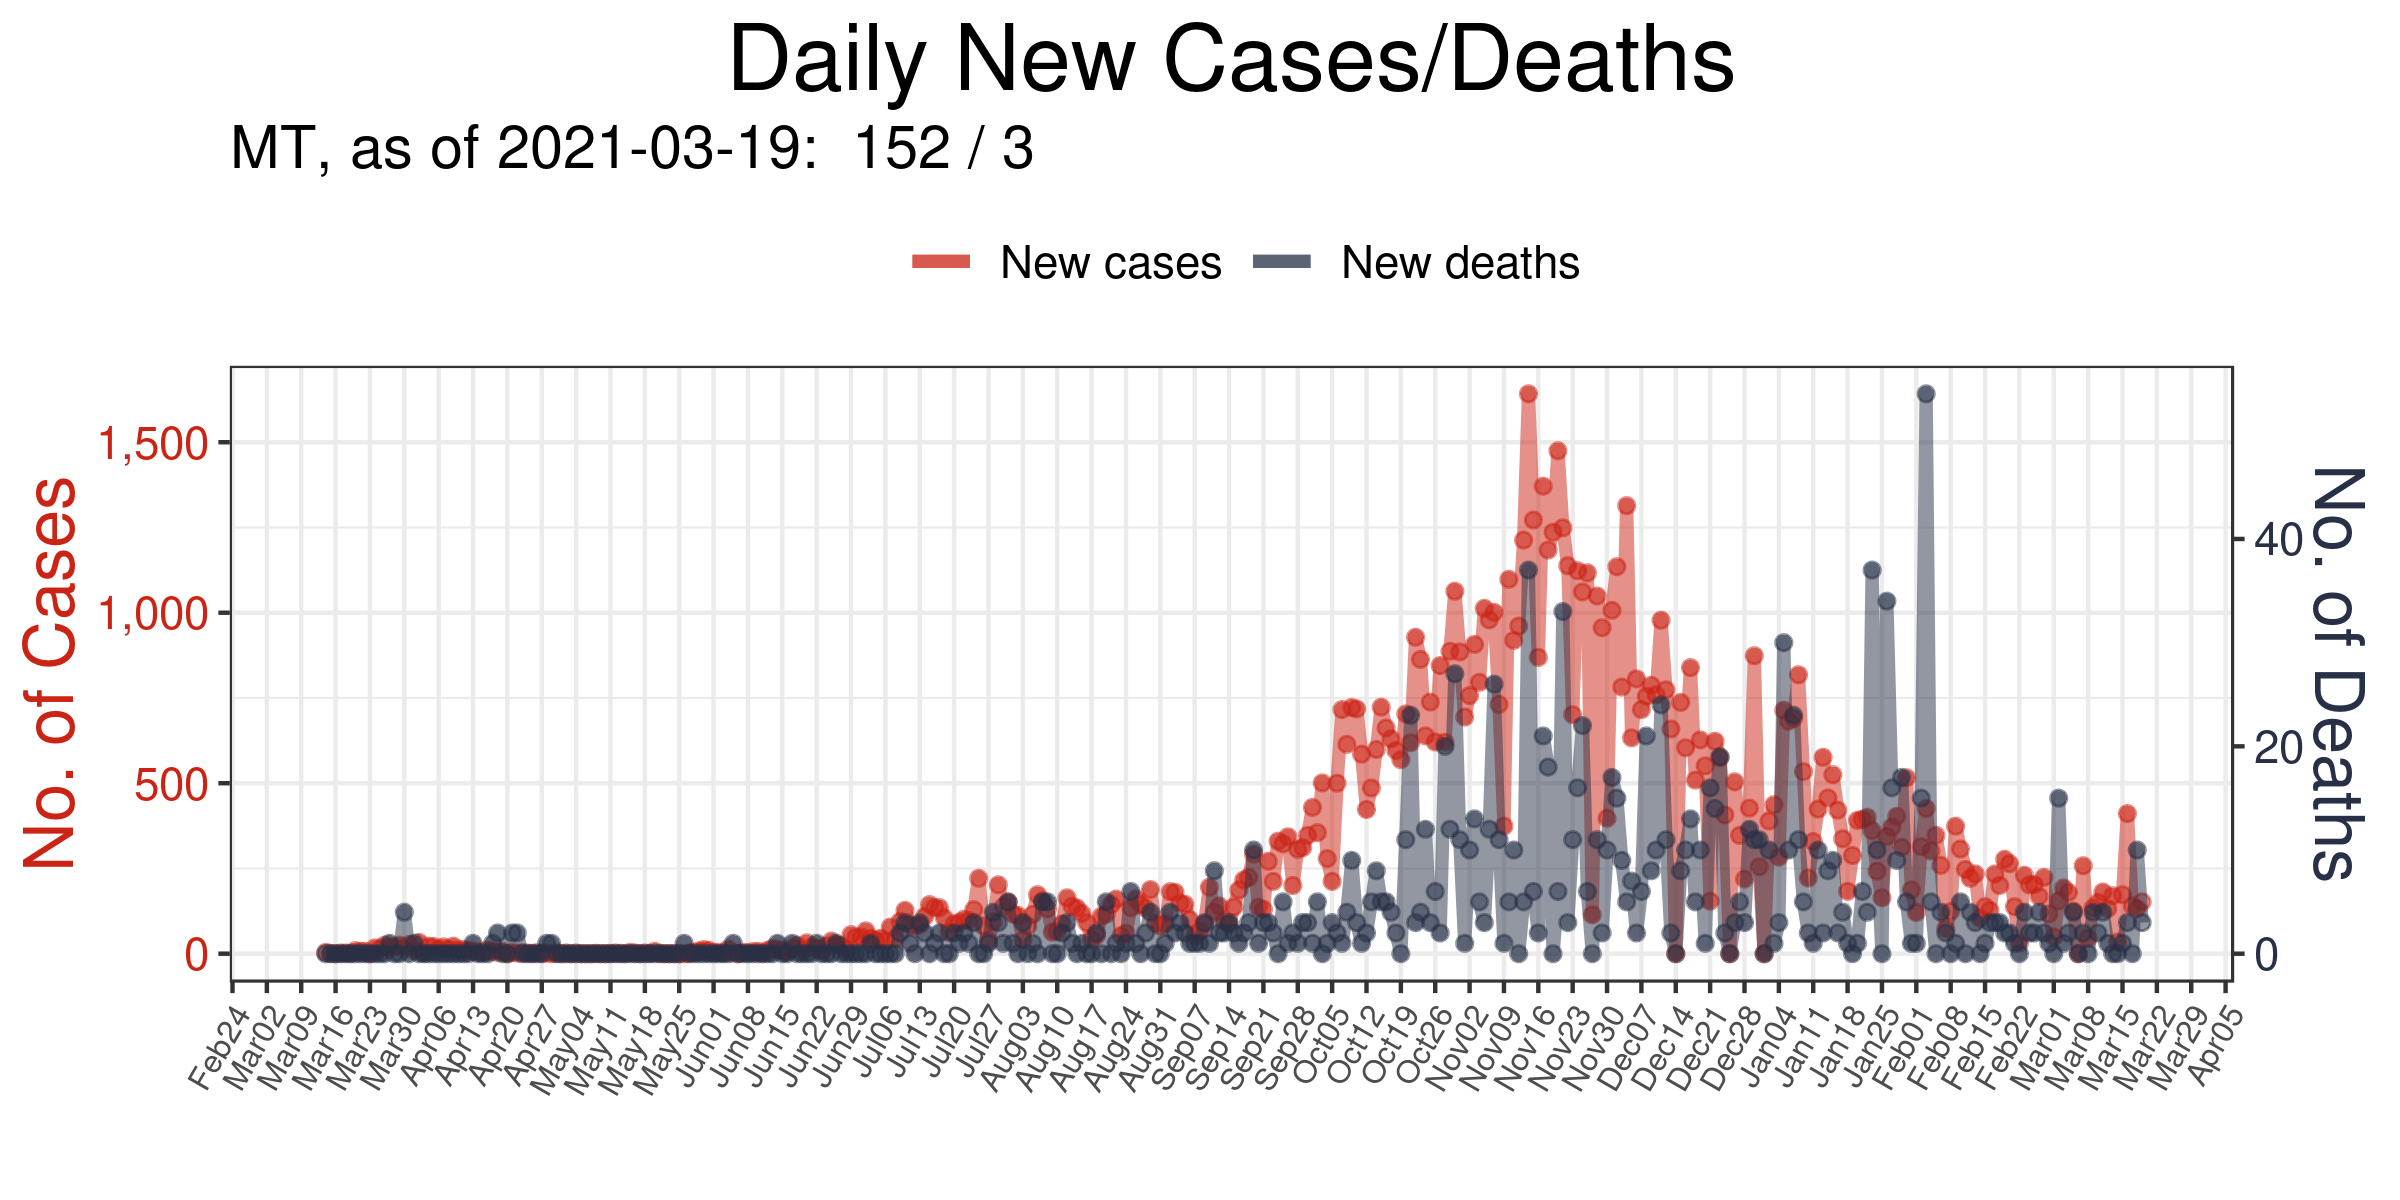 Daily New Cases/Deaths
MT, as of 2021-03-19: 152 / 3
New cases New deaths
No. of Cases
1,500
1,000
500
0
No. of Deaths
40
20
0
Feb24 Mar02 Mar09 Mar16 Mar23 Mar30 Apr06 Apr13 Apr20 Apr27 May04 May11 May18 May25 Jun01 Jun08 Jun15 Jun22 Jun29 Jul06 Jul13 Jul20 Jul27 Aug03 Aug10 Aug17 Aug24 Aug31 Sep07 Sep14 Sep21 Sep28 Oct05 Oct12 Oct19 Oct26 Nov02 Nov09 Nov16 Nov23 Nov30 Dec07 Dec14 Dec21 Dec28 Dec04 Jan11 Jan18 Jan25 Feb01 Feb08 Feb15 Feb22 Mar01 Mar08 Mar15 Mar22 Mar29 Apr05